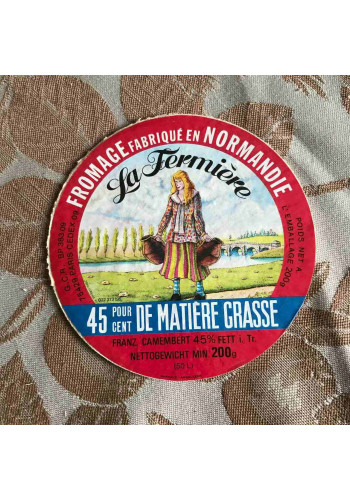 FROMAGE FABRIQUÉ EN NORMANDIE
La Fermière
POIDS NET A
L'EMBALLAGE 200g
45 POUR CENT DE MATIÈRE GRASSE
FRANZ. CAMEMBERT 45% FETT i. Tr.
NETTOGEWICHT MIN. 200g